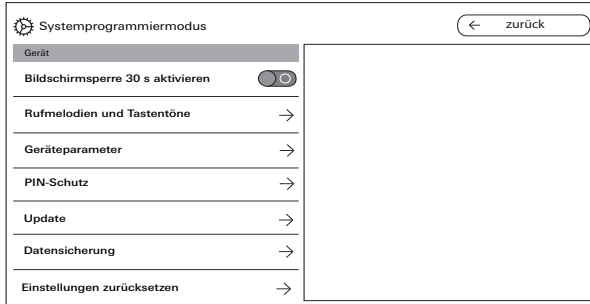 Systemprogrammiermodus
zurück
Gerät
Bildschirmsperre 30 s aktivieren
Rufmelodien und Tastentöne
Geräteparameter
PIN-Schutz
Update
Datensicherung
Einstellungen zurücksetzen